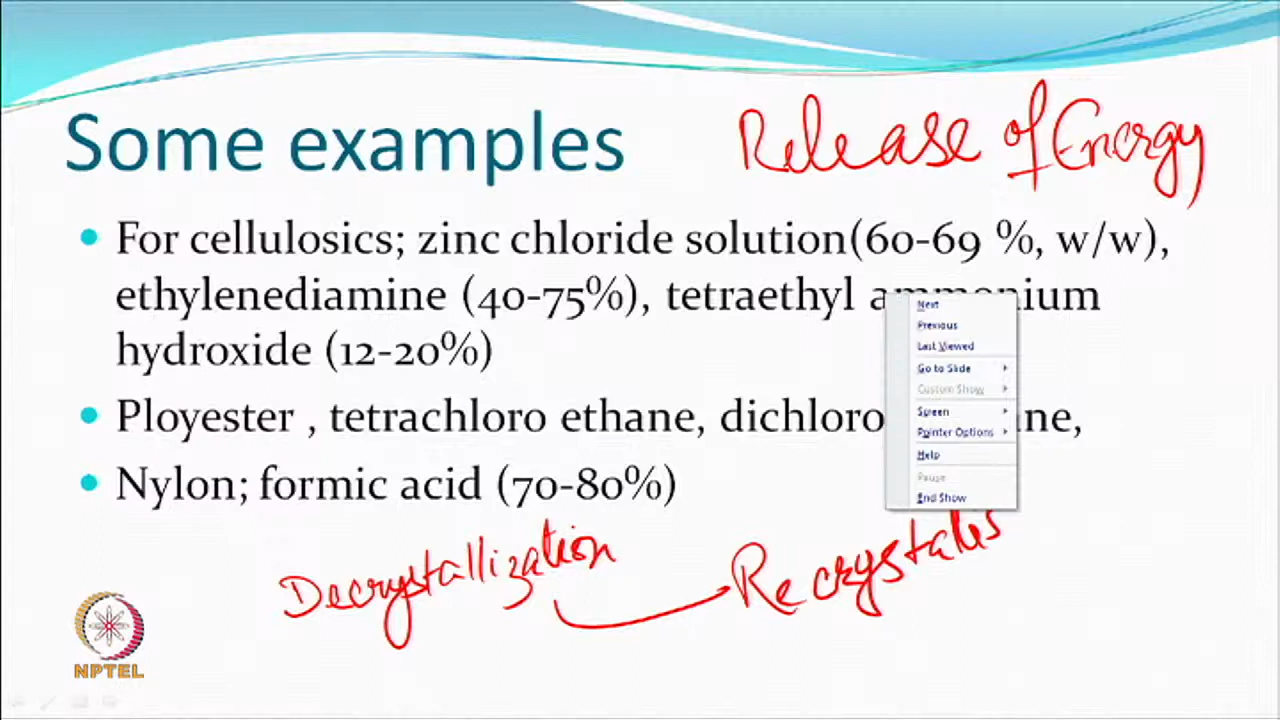 Some examples
Release of Energy
For cellulosics; zinc chloride solution(60-69 %, w/w),
ethylenediamine (40-75%), tetraethyl ammonium
hydroxide (12-20%)
Ployester , tetrachloro ethane, dichloro
Nylon; formic acid (70-80%)
Next
Previous
Last Viewed
Go to Slide
Custom Show
Screen
Pointer Options
Help
Pause
End Show
Decrystallization
NPTEL